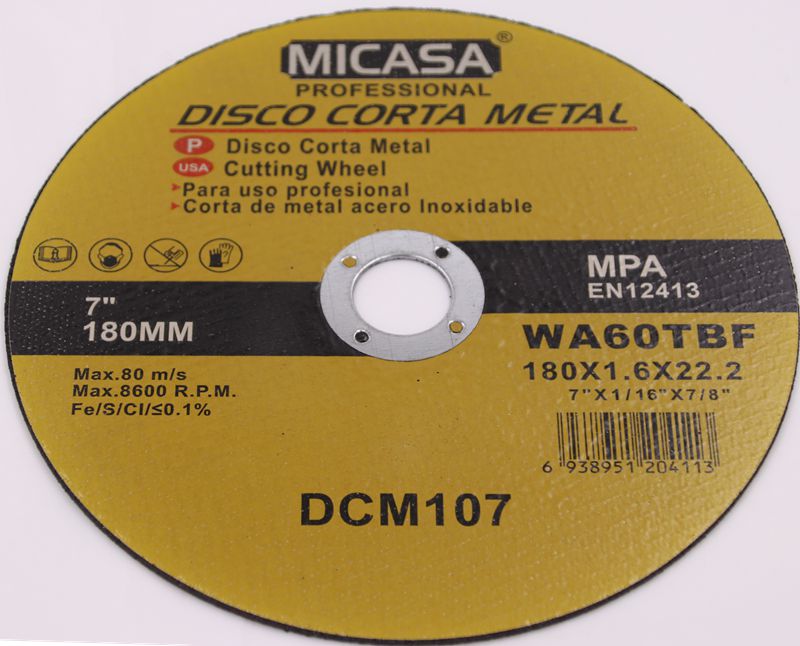 MICASA®
PROFESSIONAL
DISCO CORTA METAL
P Disco Corta Metal
USA Cutting Wheel
Para uso profesional
Corta de metal acero Inoxidable
MPA
EN12413
7"
180MM
WA60TBF
180X1.6X22.2
7"X1/16"X7/8"
Max.80 m/s
Max.8600 R.P.M.
Fe/S/Cl/≤0.1%
6 938951 204113
DCM107